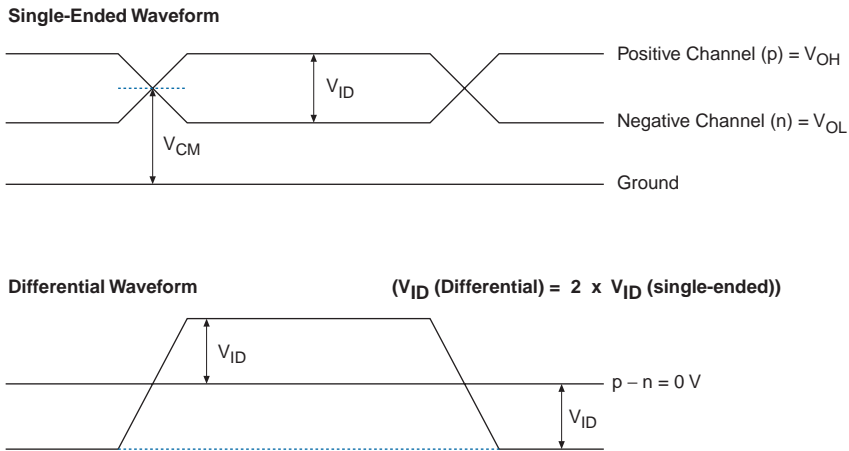 Single-Ended Waveform
Positive Channel (p) = VOH
VID
Negative Channel (n) = VOL
VCM
Ground
Differential Waveform (VID (Differential) = 2 x VID (single-ended))
VID
p – n = 0 V
VID